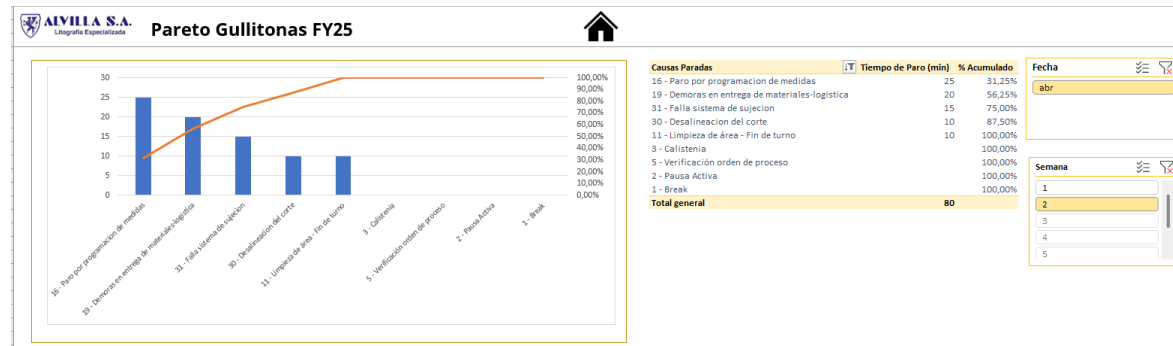 ALVILLA S.A.
Litografía Especializada
Pareto Gullitonas FY25
30
25
20
15
10
5
0
100,00%
90,00%
80,00%
70,00%
60,00%
50,00%
40,00%
30,00%
20,00%
10,00%
0,00%
16 - Paro por programacion de medidas
19 - Demoras en entrega de materiales-logistica
31 - Falla sistema de sujecion
30 - Desalineacion del corte
11 - Limpieza de área - Fin de turno
3 - Calistenia
5 - Verificación orden de proceso
2 - Pausa Activa
1 - Break
Causas Paradas Tiempo de Paro (min) % Acumulado
16 - Paro por programacion de medidas 25 31,25%
19 - Demoras en entrega de materiales-logistica 20 56,25%
31 - Falla sistema de sujecion 15 75,00%
30 - Desalineacion del corte 10 87,50%
11 - Limpieza de área - Fin de turno 10 100,00%
3 - Calistenia 100,00%
5 - Verificación orden de proceso 100,00%
2 - Pausa Activa 100,00%
1 - Break 100,00%
Total general 80
Fecha
abr
Semana
1
2
3
4
5